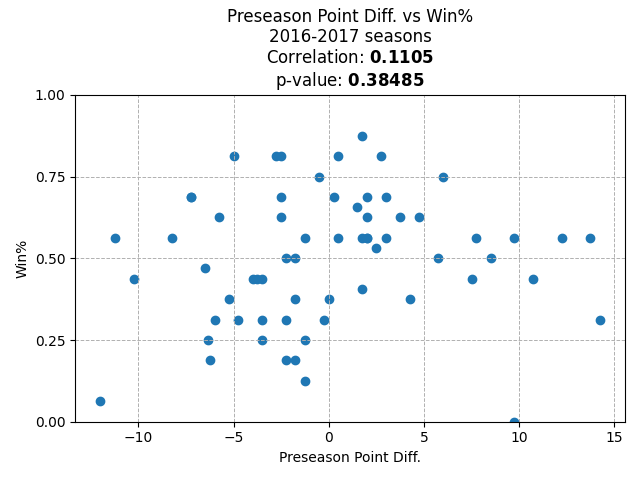 Preseason Point Diff. vs Win%
2016-2017 seasons
Correlation: 0.1105
p-value: 0.38485
1.00
0.75
0.50
0.25
0.00
Win%
−10
−5
0
5
10
15
Preseason Point Diff.